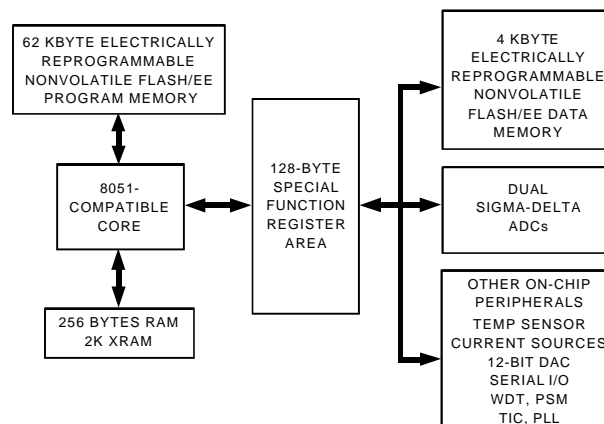 62 KBYTE ELECTRICALLY
REPROGRAMMABLE
NONVOLATILE FLASH/EE
PROGRAM MEMORY
8051-
COMPATIBLE
CORE
256 BYTES RAM
2K XRAM
128-BYTE
SPECIAL
FUNCTION
REGISTER
AREA
4 KBYTE
ELECTRICALLY
REPROGRAMMABLE
NONVOLATILE
FLASH/EE DATA
MEMORY
DUAL
SIGMA-DELTA
ADCs
OTHER ON-CHIP
PERIPHERALS
TEMP SENSOR
CURRENT SOURCES
12-BIT DAC
SERIAL I/O
WDT, PSM
TIC, PLL